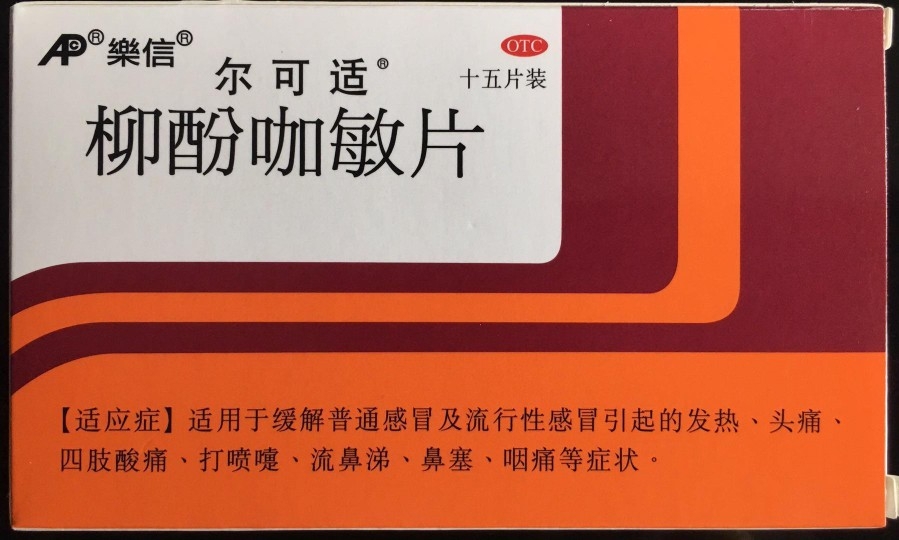 APC® 樂信®
OTC
尔可适®
十五片装
柳酚咖敏片
【适应症】适用于缓解普通感冒及流行性感冒引起的发热、头痛、
四肢酸痛、打喷嚏、流鼻涕、鼻塞、咽痛等症状。